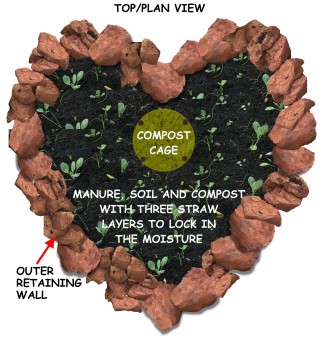 TOP/PLAN VIEW
COMPOST
CAGE
MANURE, SOIL AND COMPOST
WITH THREE STRAW
LAYERS TO LOCK IN
THE MOISTURE
OUTER
RETAINING
WALL